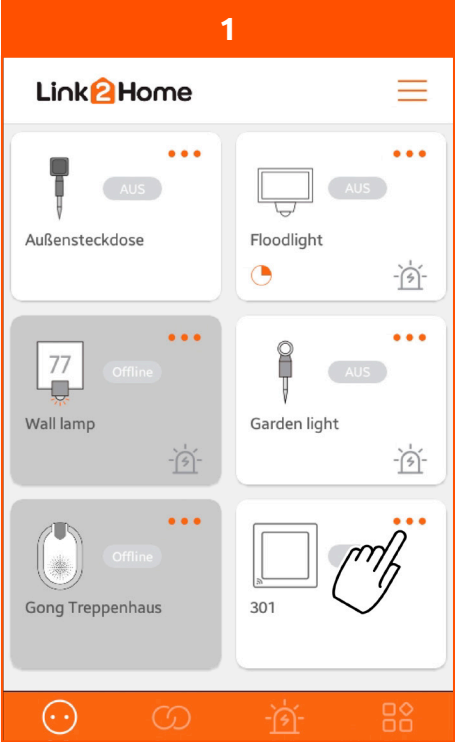 1
Link2Home
AUS
Außensteckdose
AUS
Floodlight
77
Offline
Wall lamp
AUS
Garden light
Offline
Gong Treppenhaus
301